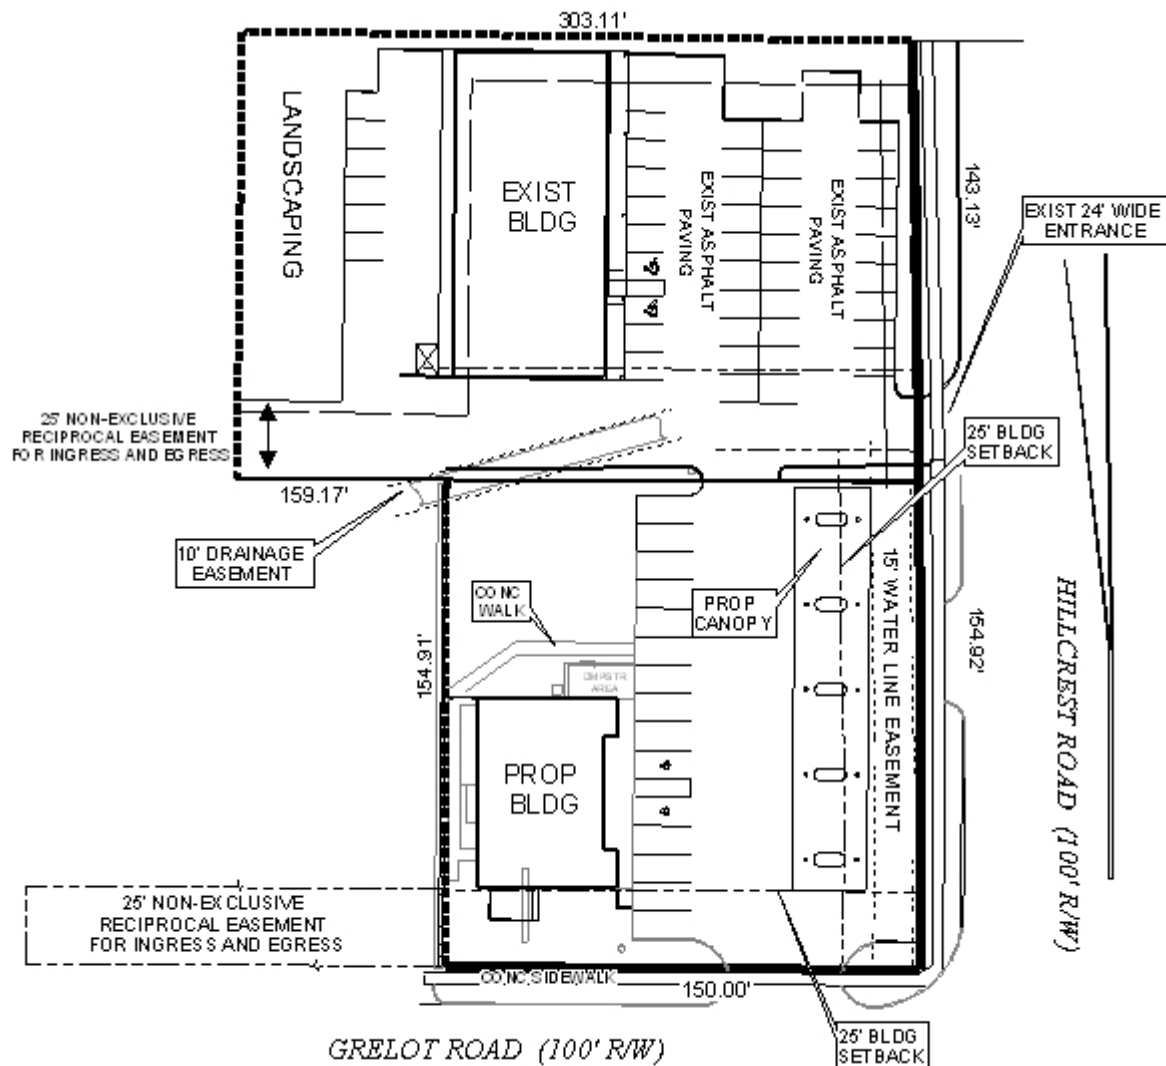 303.11'
LANDSCAPING
EXIST
BLDG
EXIST ASPHALT
PAVING
EXIST ASPHALT
PAVING
143.13'
EXIST 24' WIDE
ENTRANCE
25' NON-EXCLUSIVE
RECIPROCAL EASEMENT
FOR INGRESS AND EGRESS
25' BLDG
SETBACK
159.17'
10' DRAINAGE
EASEMENT
CONC
WALK
PROP
CANOPY
15' WATER LINE EASEMENT
154.91'
154.92'
HILLCREST ROAD (100' R/W)
DMPSTR
AREA
PROP
BLDG
25' NON-EXCLUSIVE
RECIPROCAL EASEMENT
FOR INGRESS AND EGRESS
CONC. SIDEWALK
150.00'
25' BLDG
SETBACK
GRELOT ROAD (100' R/W)